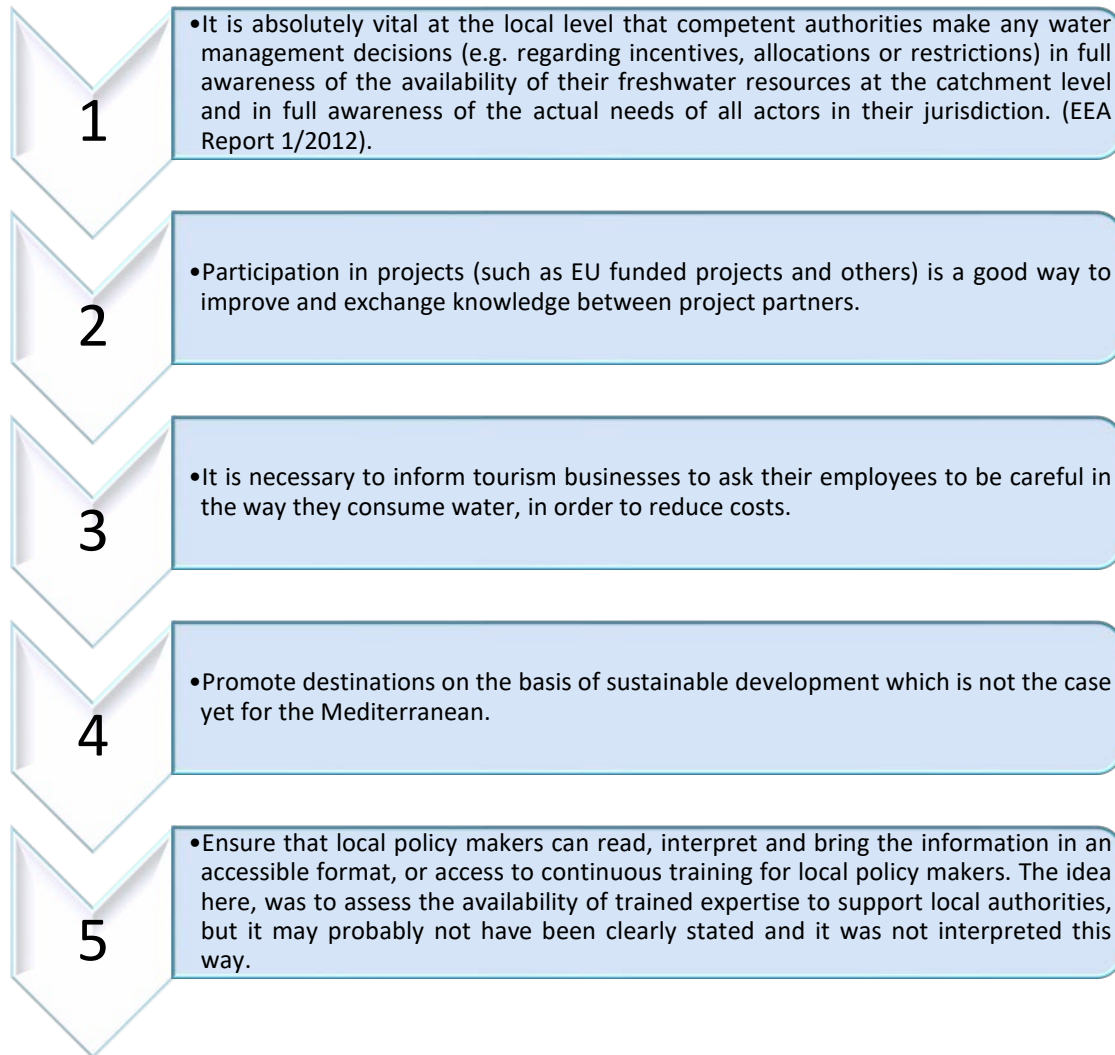 1
•It is absolutely vital at the local level that competent authorities make any water
management decisions (e.g. regarding incentives, allocations or restrictions) in full
awareness of the availability of their freshwater resources at the catchment level
and in full awareness of the actual needs of all actors in their jurisdiction. (EEA
Report 1/2012).
2
•Participation in projects (such as EU funded projects and others) is a good way to
improve and exchange knowledge between project partners.
3
•It is necessary to inform tourism businesses to ask their employees to be careful in
the way they consume water, in order to reduce costs.
4
•Promote destinations on the basis of sustainable development which is not the case
yet for the Mediterranean.
5
•Ensure that local policy makers can read, interpret and bring the information in an
accessible format, or access to continuous training for local policy makers. The idea
here, was to assess the availability of trained expertise to support local authorities,
but it may probably not have been clearly stated and it was not interpreted this
way.